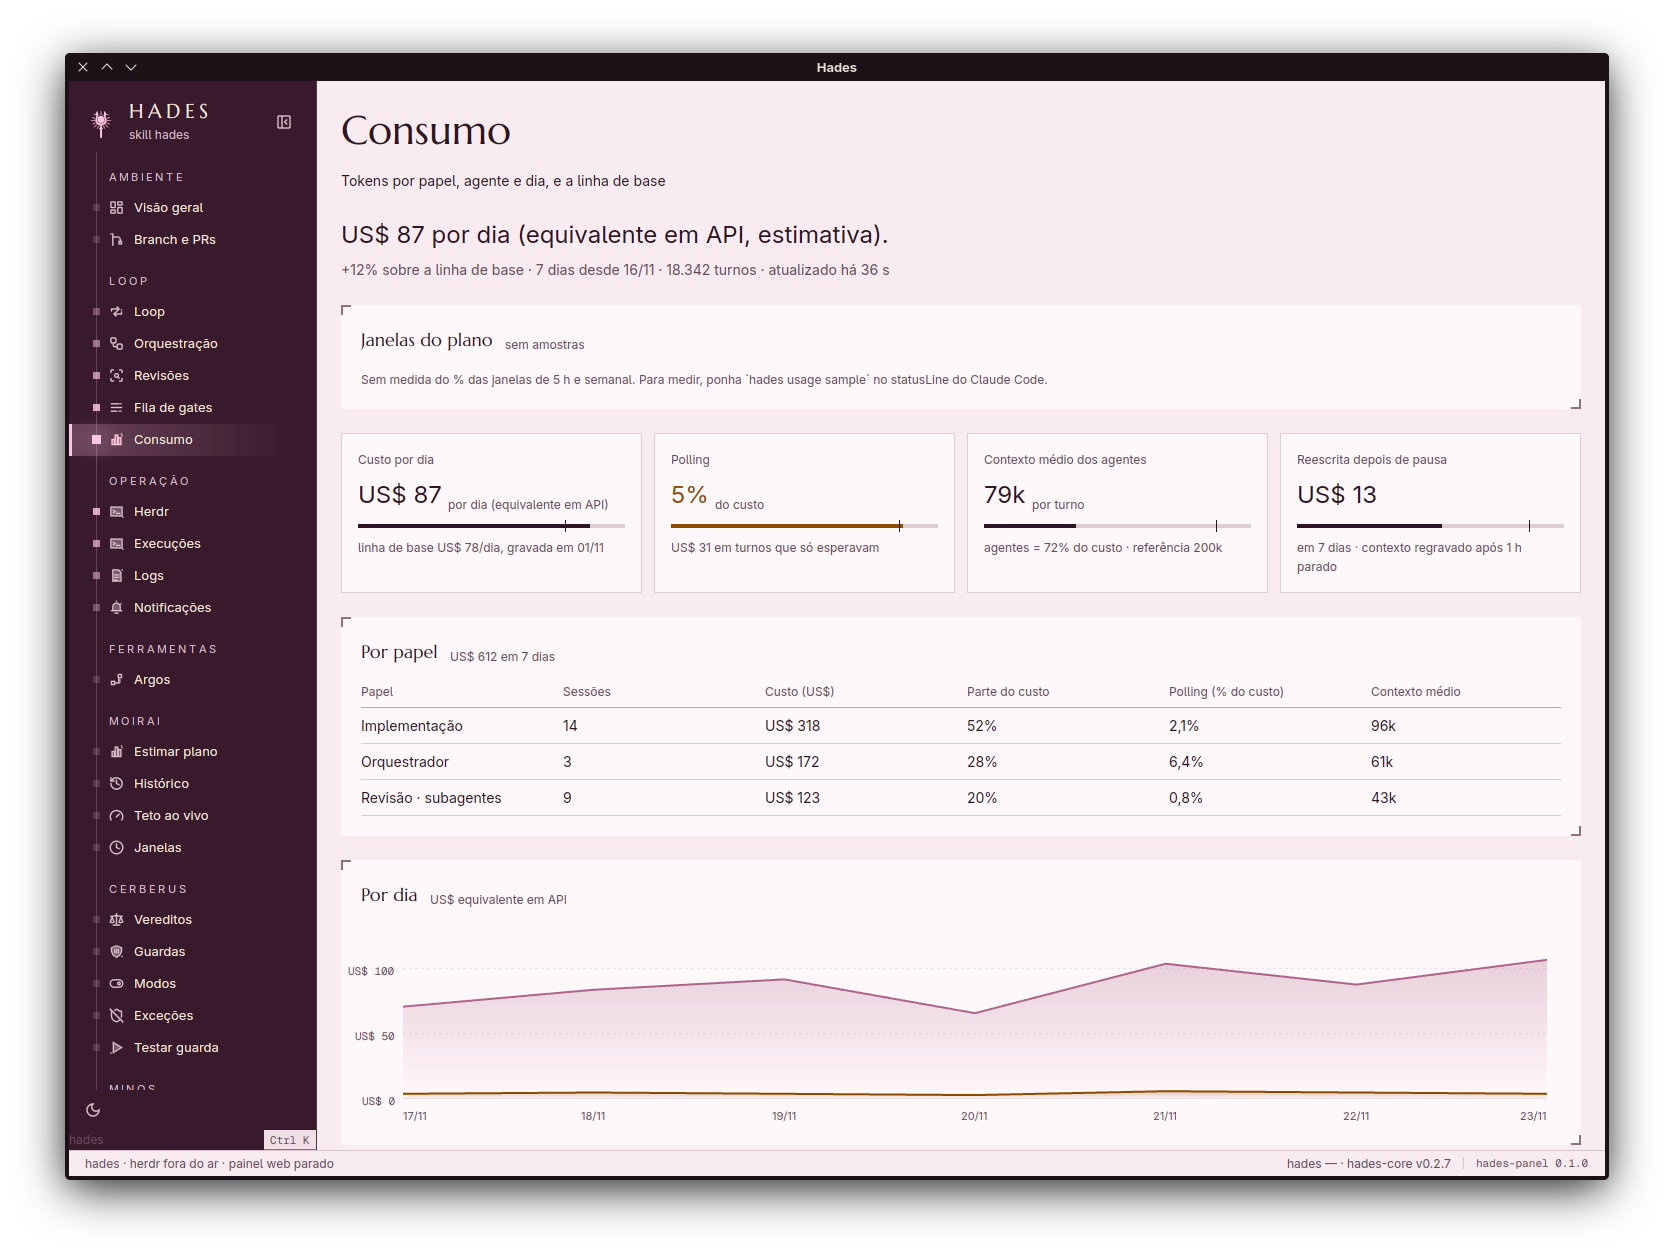 Hades
HADES
skill hades
AMBIENTE
Visão geral
Branch e PRs
LOOP
Loop
Orquestração
Revisões
Fila de gates
Consumo
OPERAÇÃO
Herdr
Execuções
Logs
Notificações
FERRAMENTAS
Argos
MOIRAI
Estimar plano
Histórico
Teto ao vivo
Janelas
CERBERUS
Vereditos
Guardas
Modos
Exceções
Testar guarda
MINOS
hades
Ctrl K
Consumo
Tokens por papel, agente e dia, e a linha de base
US$ 87 por dia (equivalente em API, estimativa).
+12% sobre a linha de base · 7 dias desde 16/11 · 18.342 turnos · atualizado há 36 s
Janelas do plano sem amostras
Sem medida do % das janelas de 5 h e semanal. Para medir, ponha `hades usage sample` no statusLine do Claude Code.
Custo por dia
US$ 87 por dia (equivalente em API)
linha de base US$ 78/dia, gravada em 01/11
Polling
5% do custo
US$ 31 em turnos que só esperavam
Contexto médio dos agentes
79k por turno
agentes = 72% do custo · referência 200k
Reescrita depois de pausa
US$ 13
em 7 dias · contexto regravado após 1 h
parado
Por papel US$ 612 em 7 dias
Papel Sessões Custo (US$) Parte do custo Polling (% do custo) Contexto médio
Implementação 14 US$ 318 52% 2,1% 96k
Orquestrador 3 US$ 172 28% 6,4% 61k
Revisão · subagentes 9 US$ 123 20% 0,8% 43k
Por dia US$ equivalente em API
US$ 100
US$ 50
US$ 0
17/11 18/11 19/11 20/11 21/11 22/11 23/11
hades · herdr fora do ar · painel web parado
hades — · hades-core v0.2.7
hades-panel 0.1.0